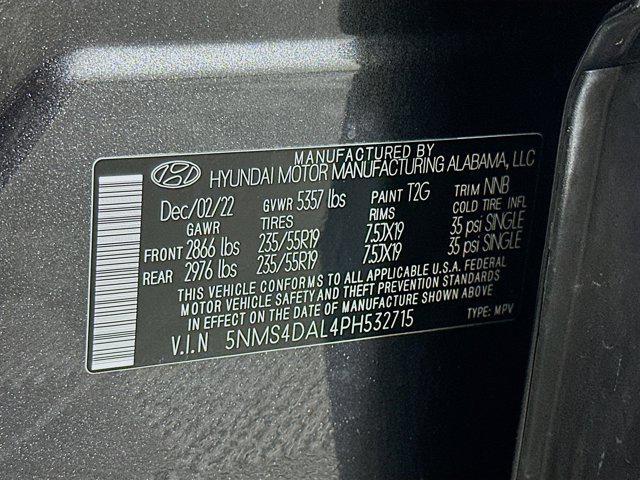 MANUFACTURED BY
HYUNDAI MOTOR MANUFACTURING ALABAMA, LLC
Dec/02/22 GVWR 5357 lbs PAINT T2G TRIM NNB
GAWR TIRES RIMS COLD TIRE INFL
FRONT 2866 lbs 235/55R19 7.5JX19 35 psi SINGLE
REAR 2976 lbs 235/55R19 7.5JX19 35 psi SINGLE
THIS VEHICLE CONFORMS TO ALL APPLICABLE U.S.A. FEDERAL
MOTOR VEHICLE SAFETY AND THEFT PREVENTION STANDARDS
IN EFFECT ON THE DATE OF MANUFACTURE SHOWN ABOVE.
V.I.N 5NMS4DAL4PH532715 TYPE: MPV